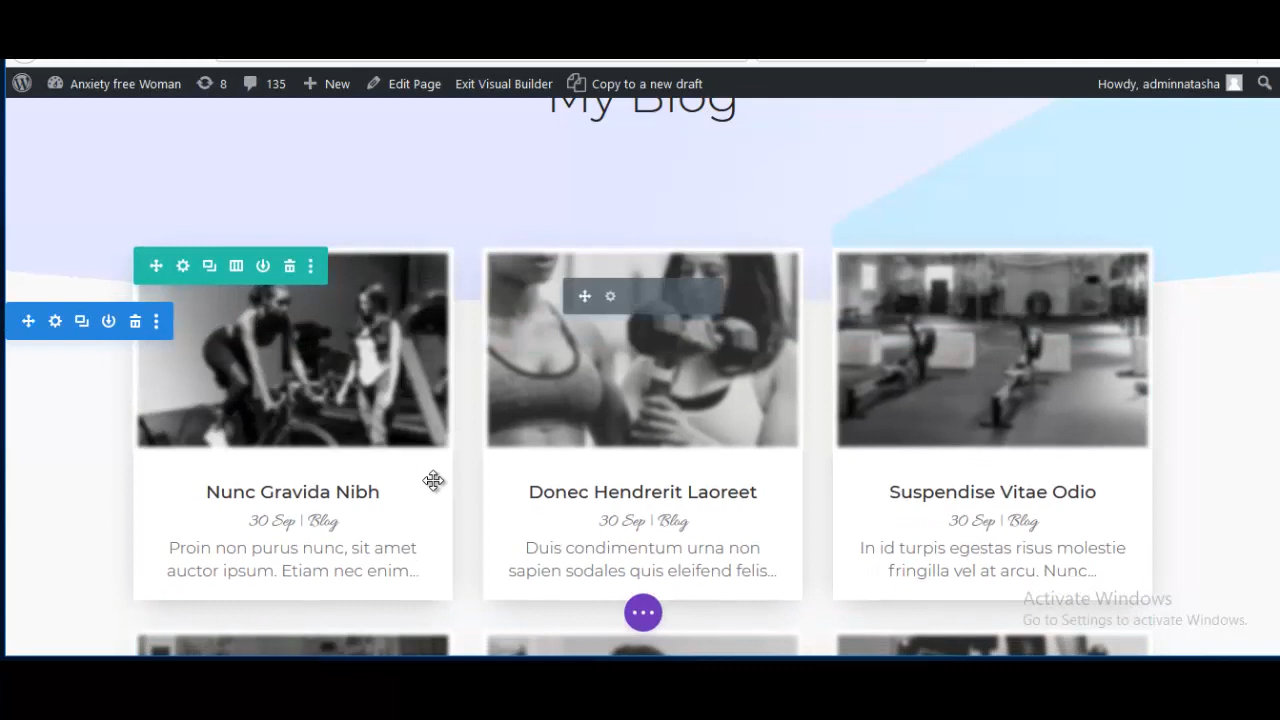 Anxiety free Woman 8 135 New Edit Page Exit Visual Builder Copy to a new draft Howdy, adminnatasha
My Blog
Nunc Gravida Nibh
30 Sep | Blog
Proin non purus nunc, sit amet
auctor ipsum. Etiam nec enim...
Donec Hendrerit Laoreet
30 Sep | Blog
Duis condimentum urna non
sapien sodales quis eleifend felis...
Suspendise Vitae Odio
30 Sep | Blog
In id turpis egestas risus molestie
fringilla vel at arcu. Nunc...
Activate Windows
Go to Settings to activate Windows.